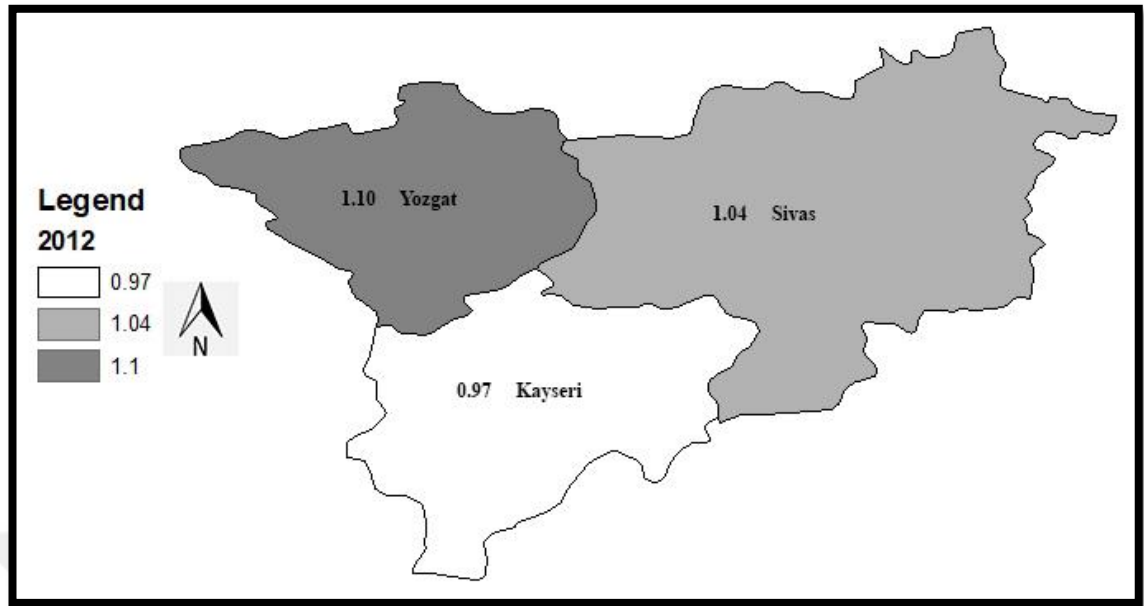 Legend
2012
0.97
1.04
1.1
N
1.10 Yozgat
1.04 Sivas
0.97 Kayseri